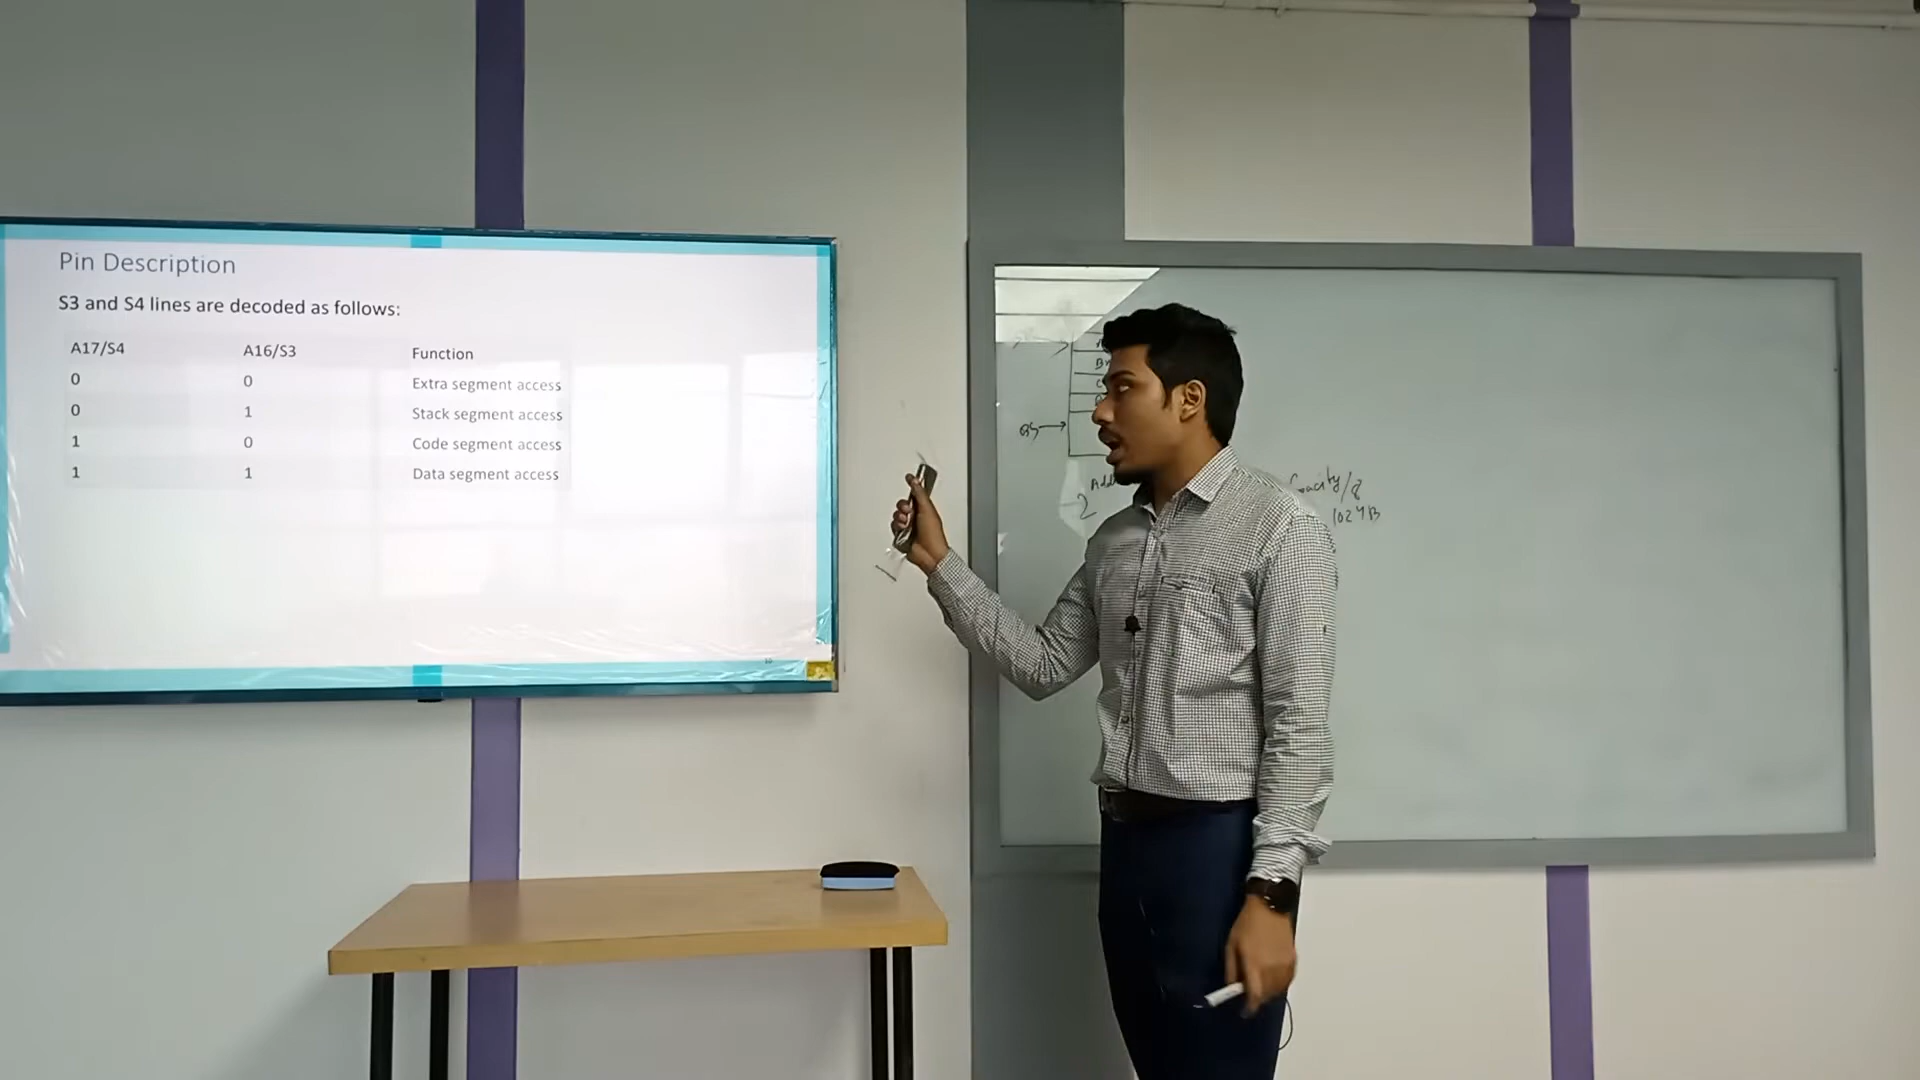 Pin Description
S3 and S4 lines are decoded as follows:
A17/S4 A16/S3 Function
0 0 Extra segment access
0 1 Stack segment access
1 0 Code segment access
1 1 Data segment access
2
/8
1024B